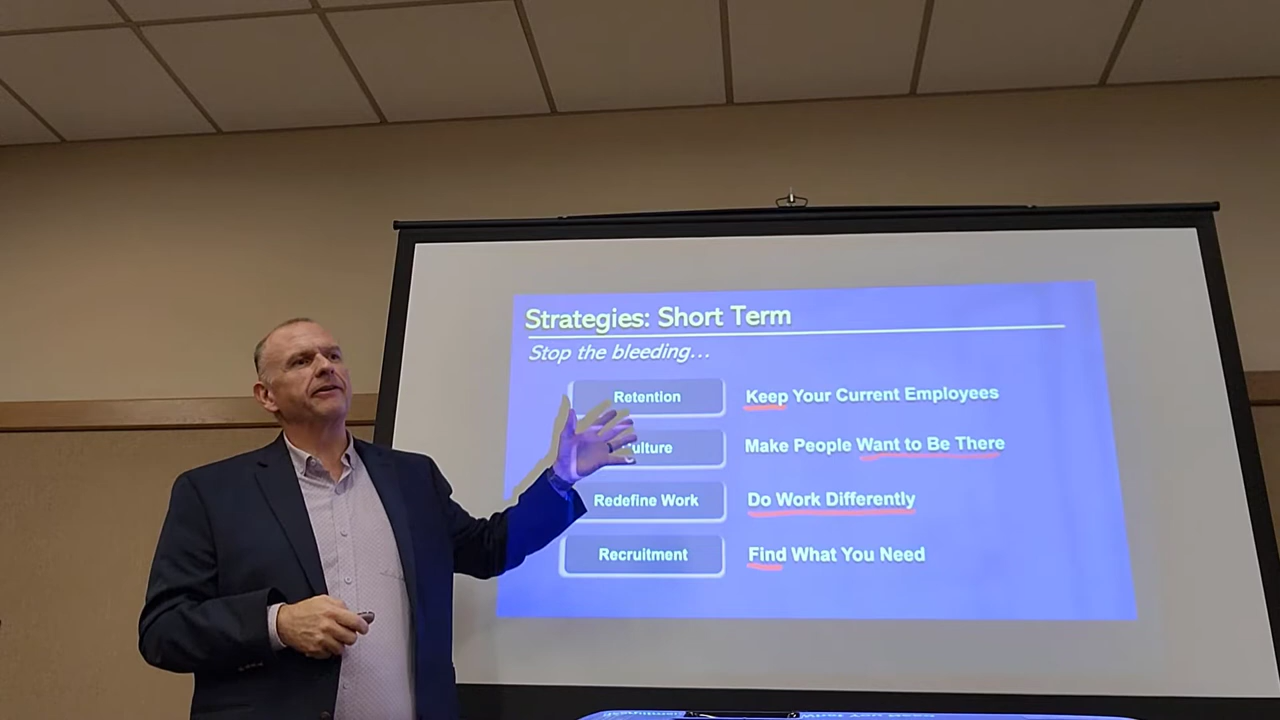 Strategies: Short Term
Stop the bleeding...
Retention Keep Your Current Employees
ulture Make People Want to Be There
Redefine Work Do Work Differently
Recruitment Find What You Need